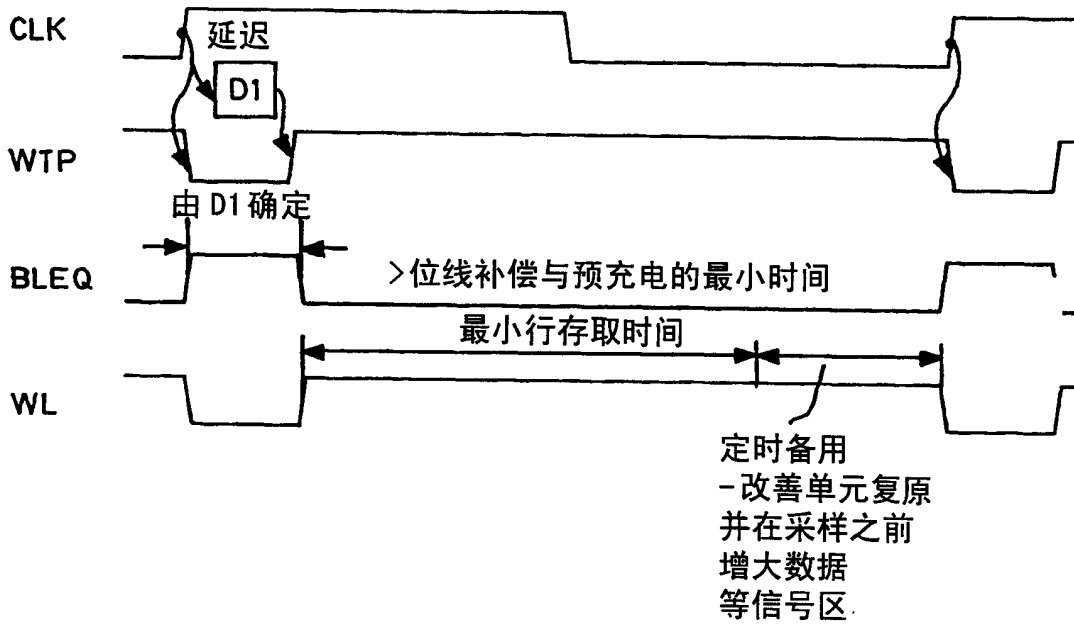 CLK
延迟
D1
WTP
由D1确定
BLEQ
>位线补偿与预充电的最小时间
最小行存取时间
WL
定时备用
-改善单元复原
并在采样之前
增大数据
等信号区